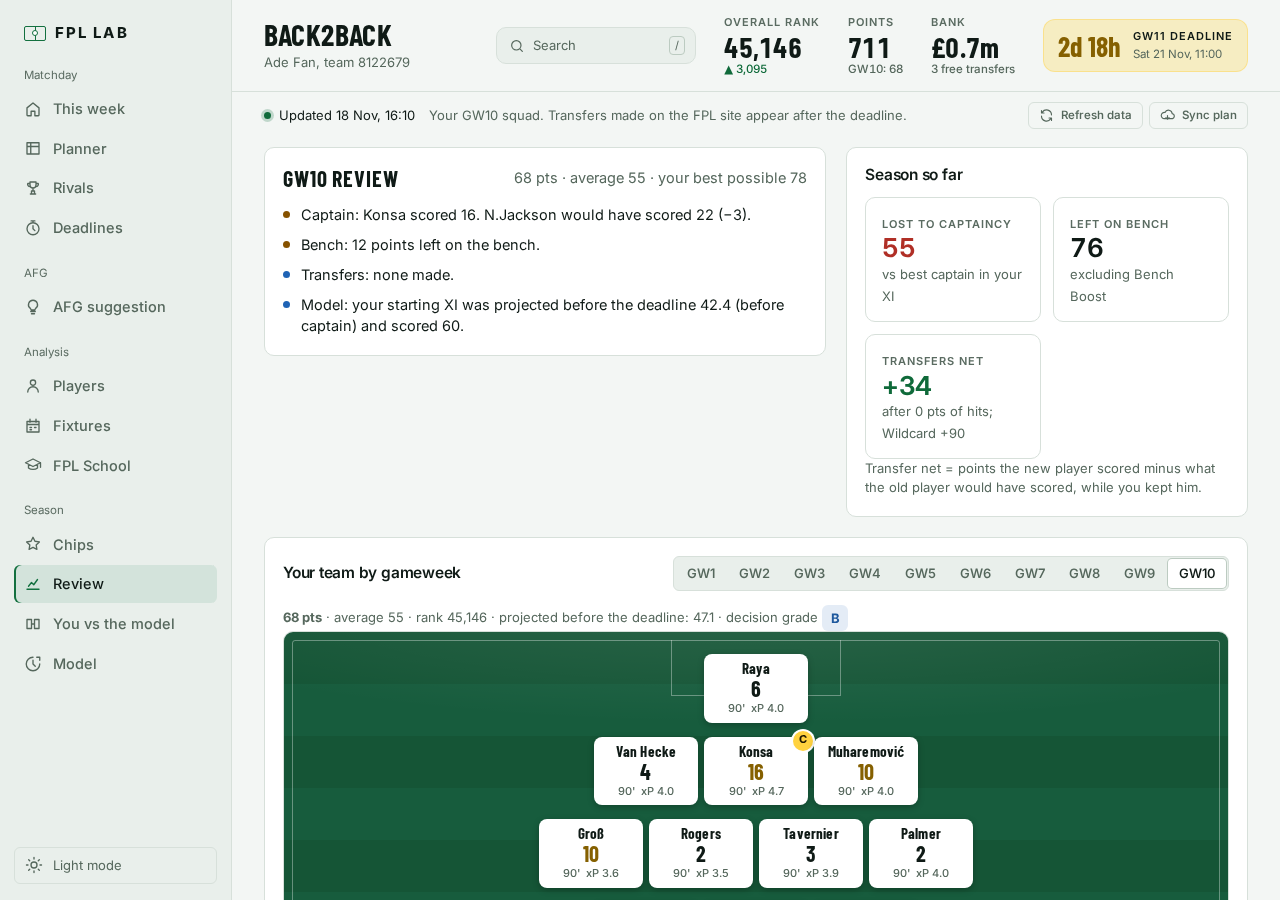 FPL LAB
Matchday
This week
Planner
Rivals
Deadlines
AFG
AFG suggestion
Analysis
Players
Fixtures
FPL School
Season
Chips
Review
You vs the model
Model
Light mode
BACK2BACK
Ade Fan, team 8122679
Search
/
OVERALL RANK
45,146
▲ 3,095
POINTS
711
GW10: 68
BANK
£0.7m
3 free transfers
2d 18h
GW11 DEADLINE
Sat 21 Nov, 11:00
Updated 18 Nov, 16:10
Your GW10 squad. Transfers made on the FPL site appear after the deadline.
Refresh data
Sync plan
GW10 REVIEW
68 pts · average 55 · your best possible 78
Captain: Konsa scored 16. N.Jackson would have scored 22 (−3).
Bench: 12 points left on the bench.
Transfers: none made.
Model: your starting XI was projected before the deadline 42.4 (before
captain) and scored 60.
Season so far
LOST TO CAPTAINCY
55
vs best captain in your
XI
LEFT ON BENCH
76
excluding Bench
Boost
TRANSFERS NET
+34
after 0 pts of hits;
Wildcard +90
Transfer net = points the new player scored minus what
the old player would have scored, while you kept him.
Your team by gameweek
GW1 GW2 GW3 GW4 GW5 GW6 GW7 GW8 GW9 GW10
68 pts · average 55 · rank 45,146 · projected before the deadline: 47.1 · decision grade B
Raya
6
90' xP 4.0
Van Hecke
4
90' xP 4.0
C
Konsa
16
90' xP 4.7
Muharemović
10
90' xP 4.0
Groß
10
90' xP 3.6
Rogers
2
90' xP 3.5
Tavernier
3
90' xP 3.9
Palmer
2
90' xP 4.0